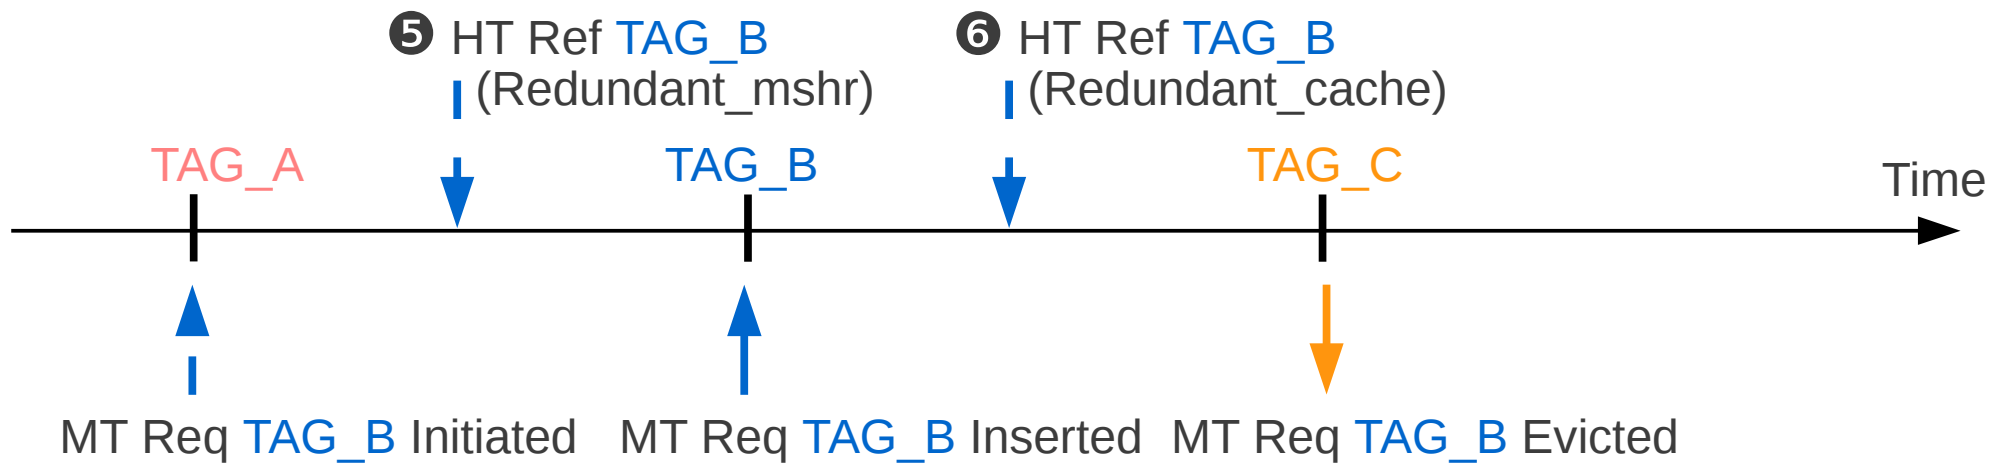 ❺ HT Ref TAG_B
(Redundant_mshr)
❻ HT Ref TAG_B
(Redundant_cache)
TAG_A
TAG_B
TAG_C
Time
MT Req TAG_B Initiated
MT Req TAG_B Inserted
MT Req TAG_B Evicted